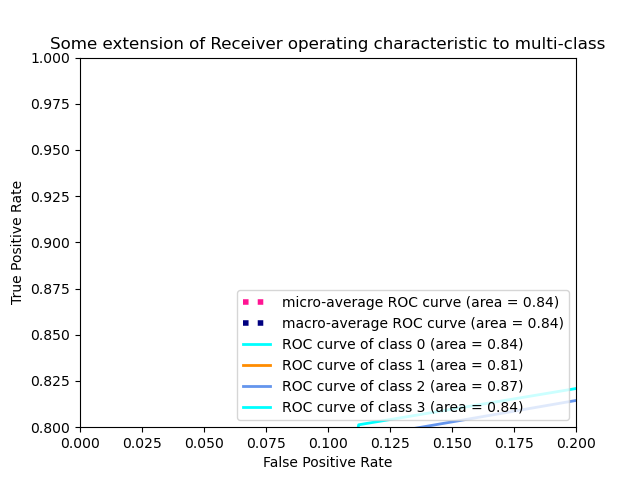 Some extension of Receiver operating characteristic to multi-class
1.000
0.975
0.950
0.925
0.900
0.875
0.850
0.825
0.800
True Positive Rate
micro-average ROC curve (area = 0.84)
macro-average ROC curve (area = 0.84)
ROC curve of class 0 (area = 0.84)
ROC curve of class 1 (area = 0.81)
ROC curve of class 2 (area = 0.87)
ROC curve of class 3 (area = 0.84)
0.000 0.025 0.050 0.075 0.100 0.125 0.150 0.175 0.200
False Positive Rate